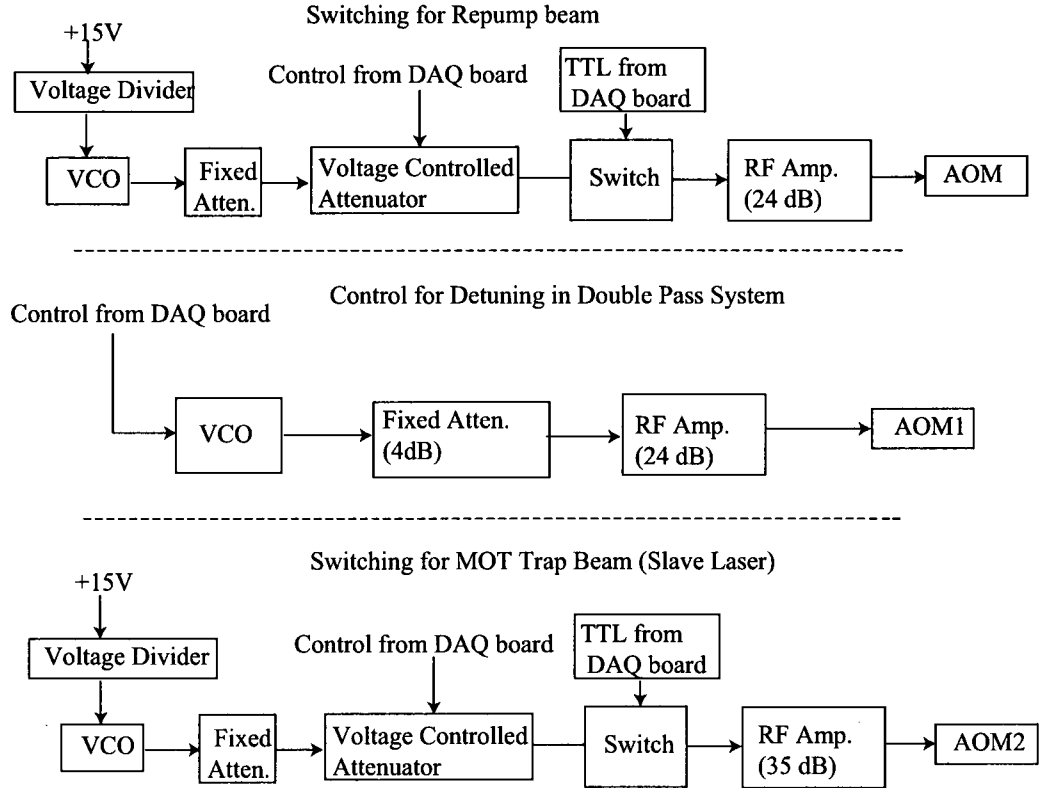 Switching for Repump beam
+15V
Voltage Divider
Control from DAQ board
TTL from
DAQ board
VCO
Fixed
Atten.
Voltage Controlled
Attenuator
Switch
RF Amp.
(24 dB)
AOM
Control for Detuning in Double Pass System
Control from DAQ board
VCO
Fixed Atten.
(4dB)
RF Amp.
(24 dB)
AOM1
Switching for MOT Trap Beam (Slave Laser)
+15V
Voltage Divider
Control from DAQ board
TTL from
DAQ board
VCO
Fixed
Atten.
Voltage Controlled
Attenuator
Switch
RF Amp.
(35 dB)
AOM2